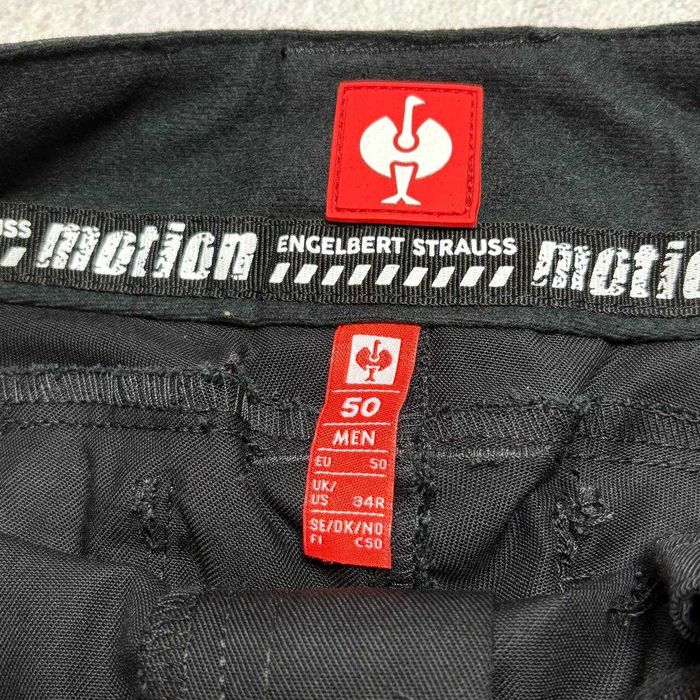 USS motion ENGELBERT STRAUSS motion
50
MEN
EU 50
UK/
US 34R
SE/DK/NO
FI C50